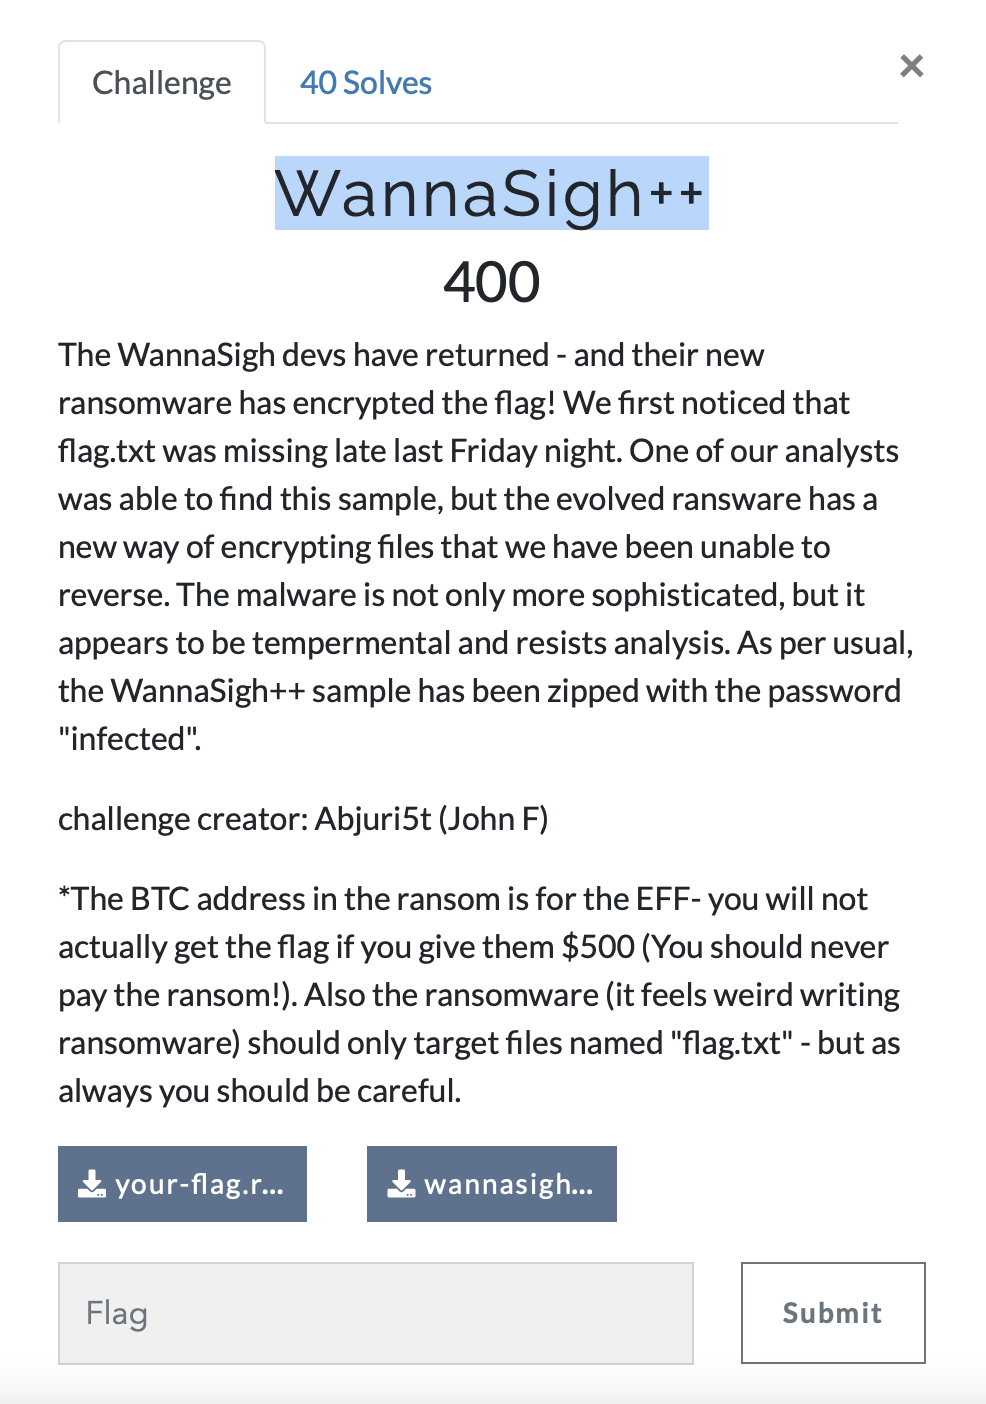 Challenge
40 Solves
×
WannaSigh++
400
The WannaSigh devs have returned - and their new
ransomware has encrypted the flag! We first noticed that
flag.txt was missing late last Friday night. One of our analysts
was able to find this sample, but the evolved ransware has a
new way of encrypting files that we have been unable to
reverse. The malware is not only more sophisticated, but it
appears to be tempermental and resists analysis. As per usual,
the WannaSigh++ sample has been zipped with the password
"infected".
challenge creator: Abjuri5t (John F)
*The BTC address in the ransom is for the EFF- you will not
actually get the flag if you give them $500 (You should never
pay the ransom!). Also the ransomware (it feels weird writing
ransomware) should only target files named "flag.txt" - but as
always you should be careful.
your-flag.r...
wannasigh...
Flag
Submit